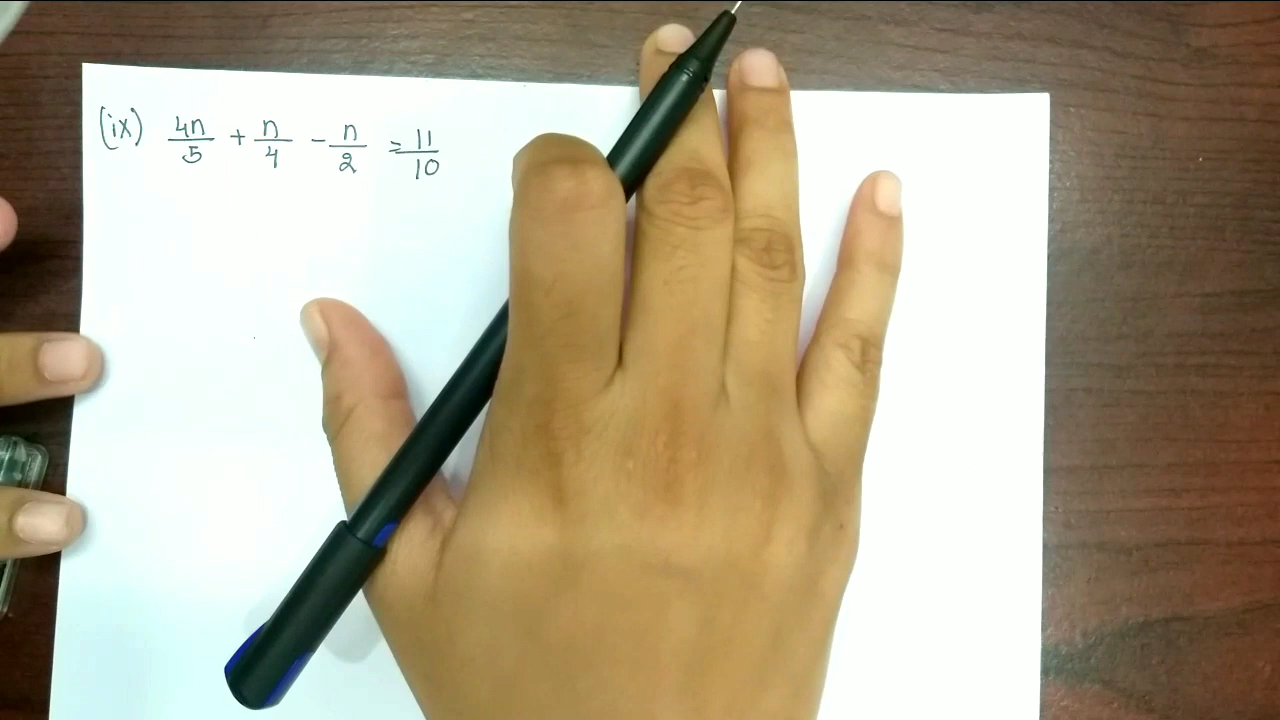 (ix) 4n/5 + n/4 - n/2 = 11/10